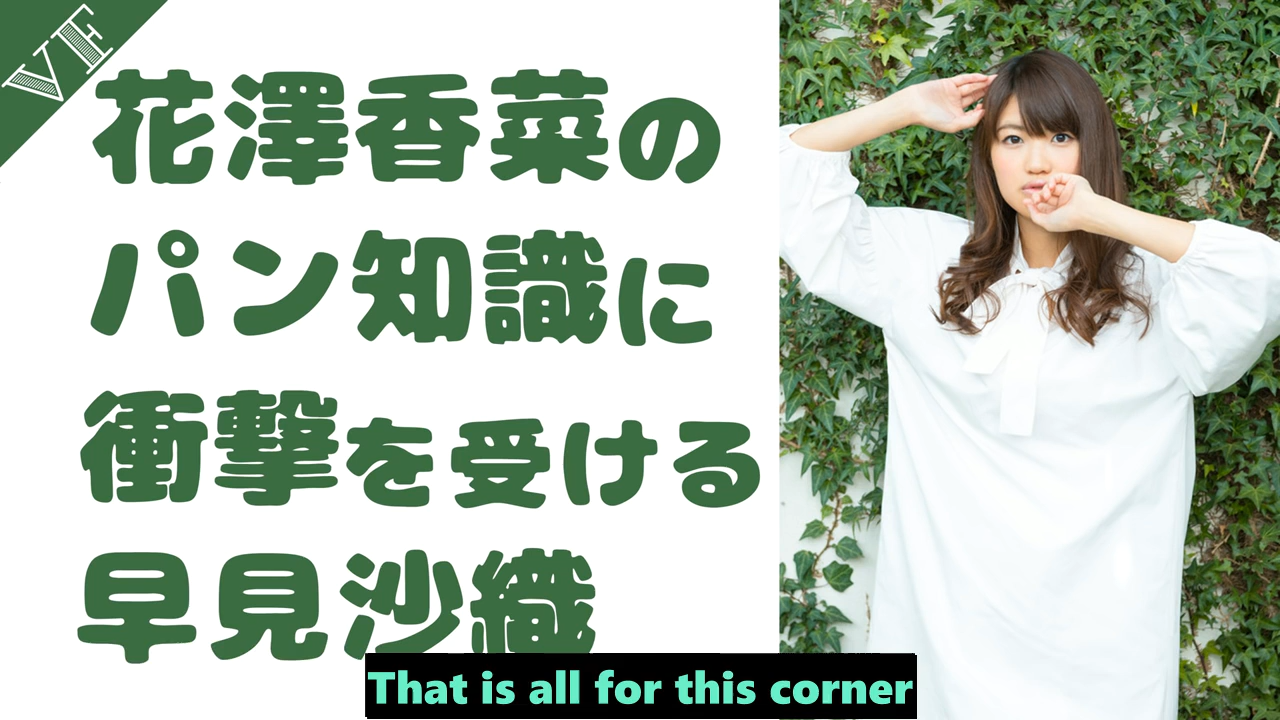 VF
花澤香菜の
パン知識に
衝撃を受ける
早見沙織
That is all for this corner